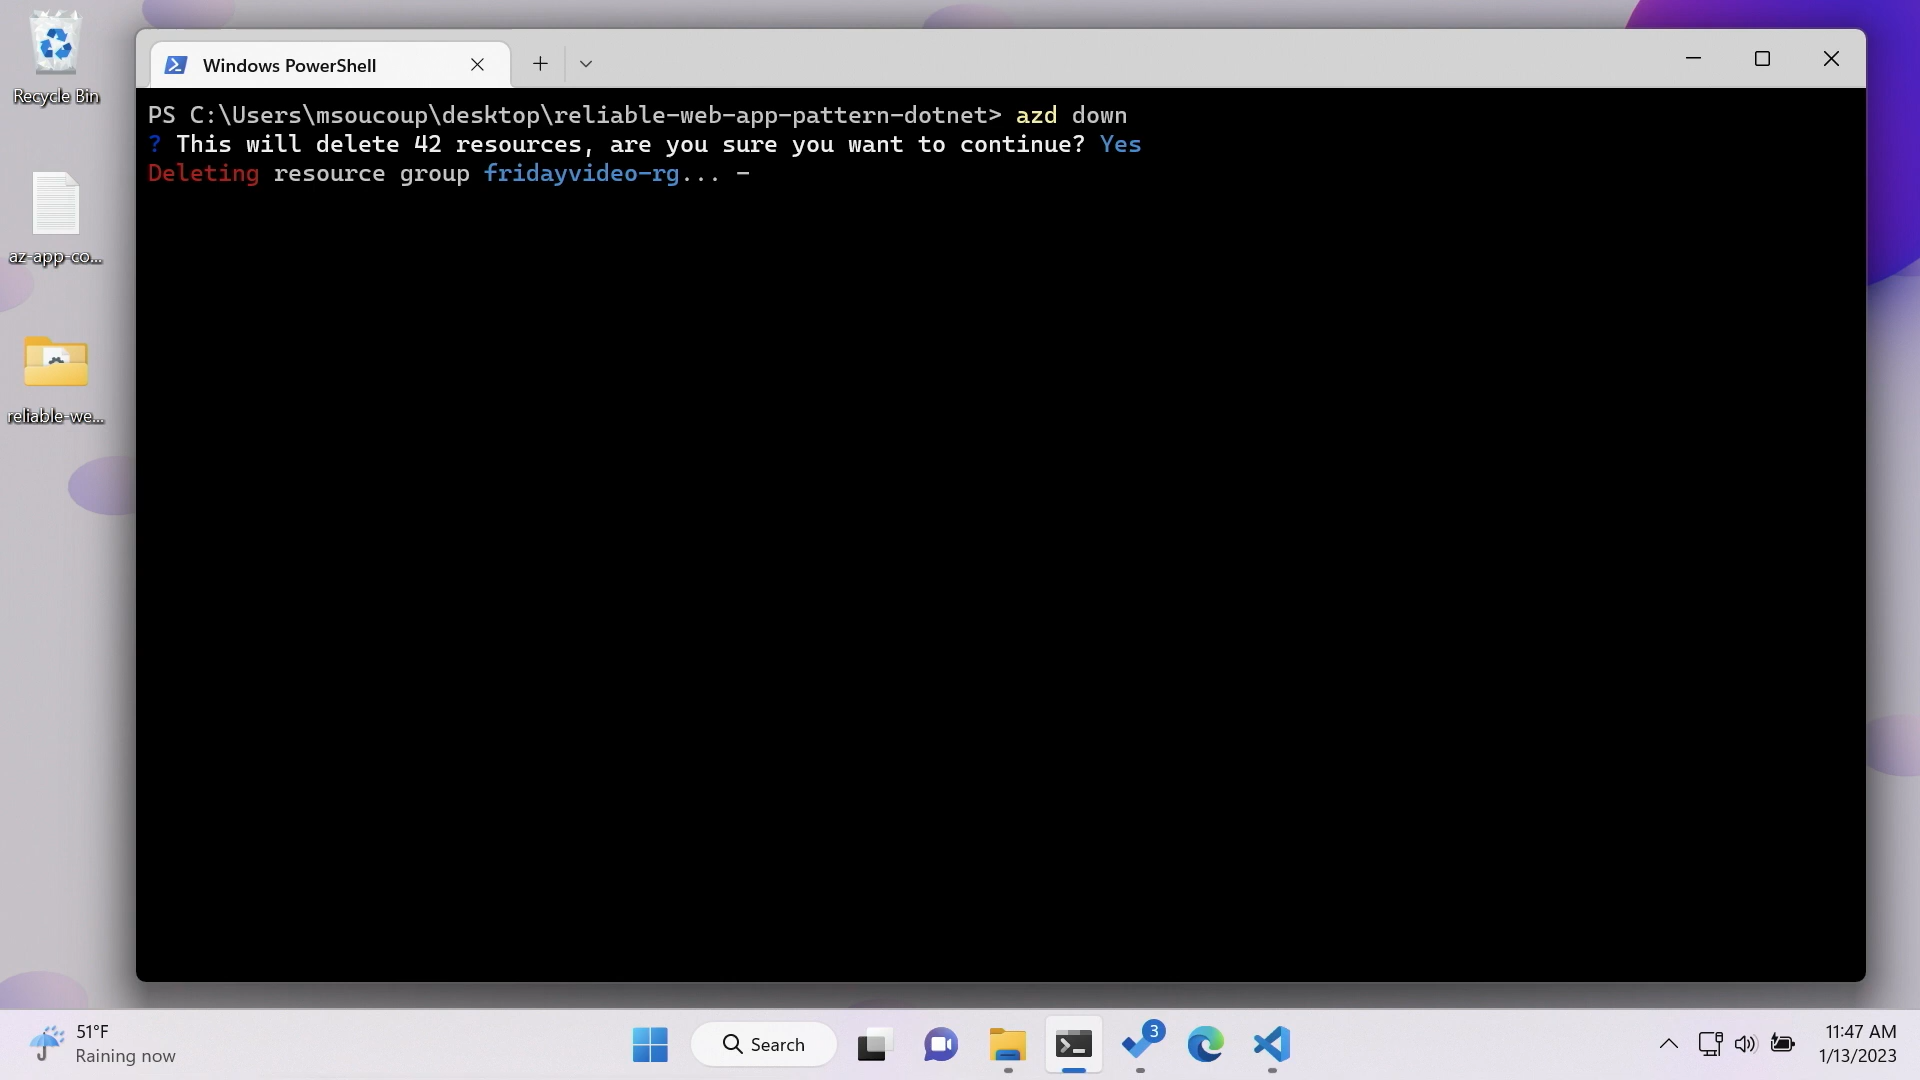 Recycle Bin
az-app-co...
reliable-we...
Windows PowerShell
PS C:\Users\msoucoup\desktop\reliable-web-app-pattern-dotnet> azd down
? This will delete 42 resources, are you sure you want to continue? Yes
Deleting resource group fridayvideo-rg... -
51°F
Raining now
Search
3
11:47 AM
1/13/2023